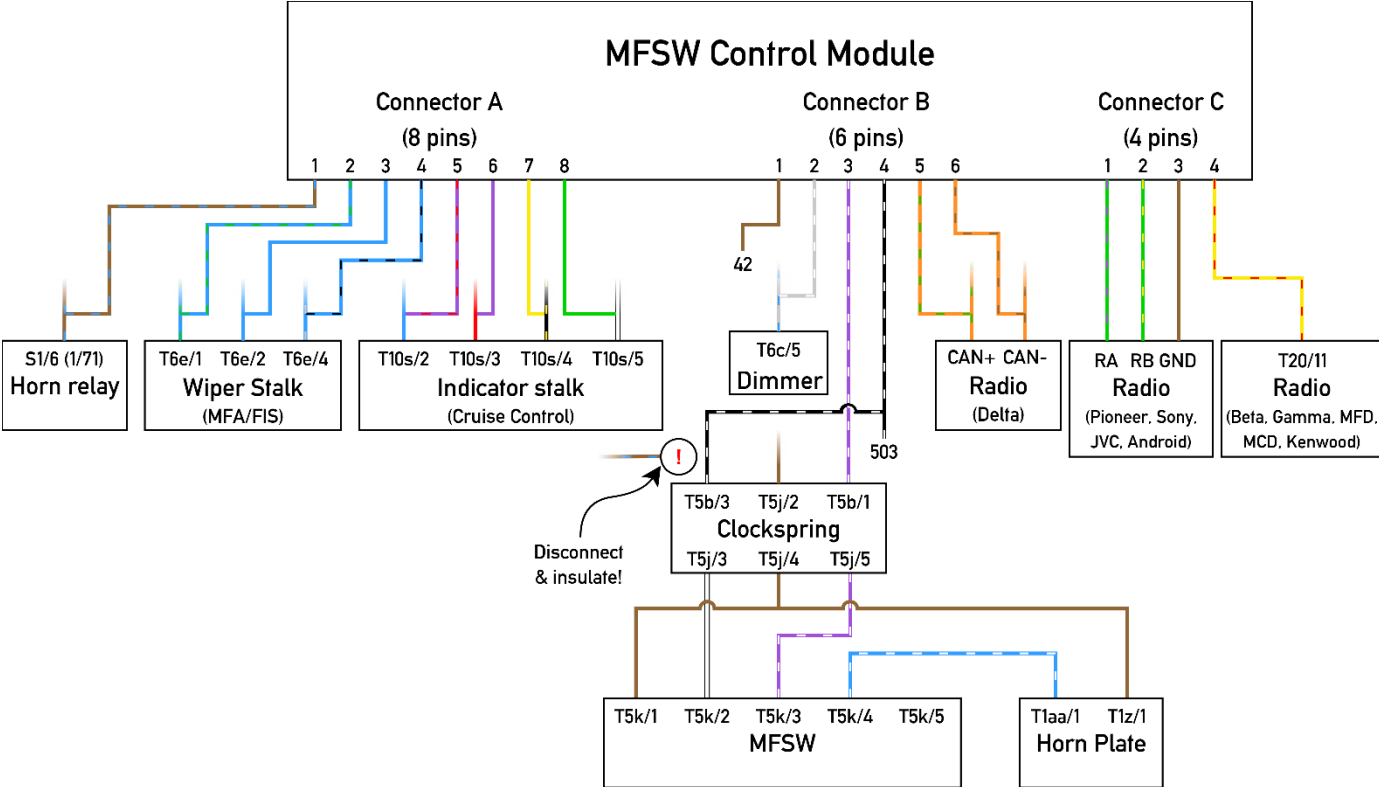 MFSW Control Module
Connector A
(8 pins)
1 2 3 4 5 6 7 8
Connector B
(6 pins)
1 2 3 4 5 6
Connector C
(4 pins)
1 2 3 4
42
S1/6 (1/71)
Horn relay
T6e/1 T6e/2 T6e/4
Wiper Stalk
(MFA/FIS)
T10s/2 T10s/3 T10s/4 T10s/5
Indicator stalk
(Cruise Control)
T6c/5
Dimmer
CAN+ CAN-
Radio
(Delta)
RA RB GND
Radio
(Pioneer, Sony,
JVC, Android)
T20/11
Radio
(Beta, Gamma, MFD,
MCD, Kenwood)
503
!
Disconnect
& insulate!
T5b/3 T5j/2 T5b/1
Clockspring
T5j/3 T5j/4 T5j/5
T5k/1 T5k/2 T5k/3 T5k/4 T5k/5
MFSW
T1aa/1 T1z/1
Horn Plate